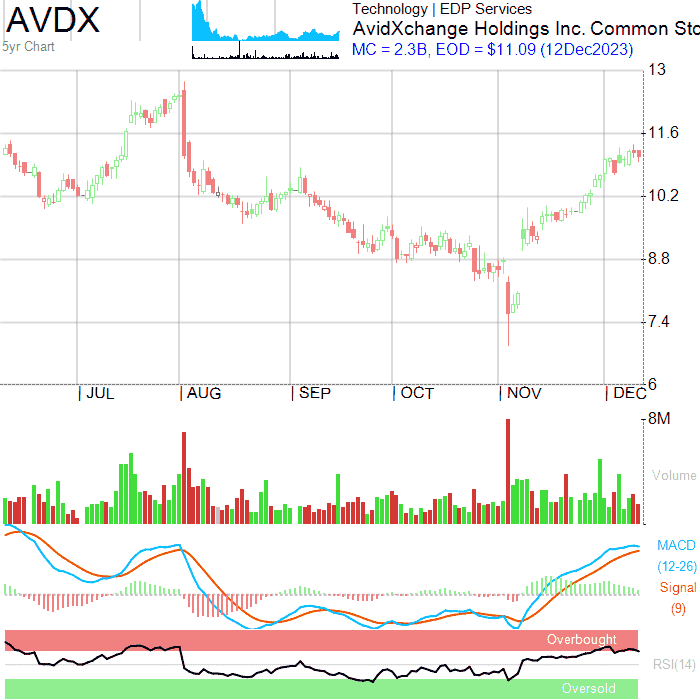 AVDX
5yr Chart
Technology | EDP Services
AvidXchange Holdings Inc. Common Sto
MC = 2.3B, EOD = $11.09 (12Dec2023)
13
11.6
10.2
8.8
7.4
6
JUL
AUG
SEP
OCT
NOV
DEC
8M
Volume
MACD
(12-26)
Signal
(9)
Overbought
RSI(14)
Oversold